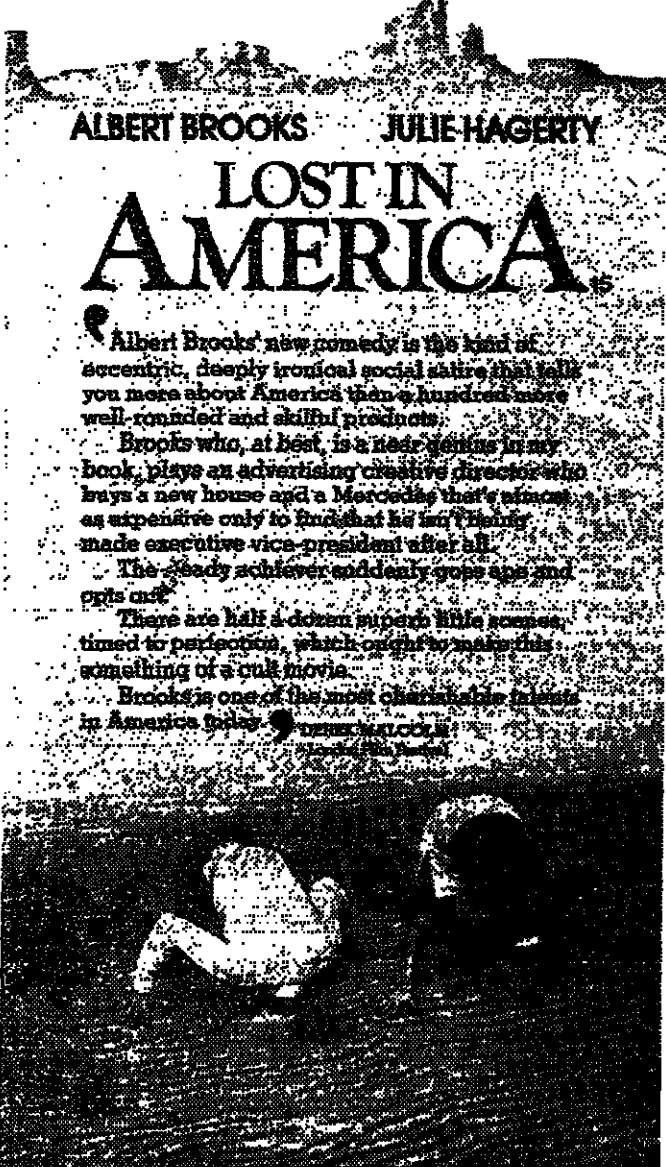 ALBERT BROOKS JULIE HAGERTY
LOST IN
AMERICA 15
‘Albert Brooks' new comedy is the kind of
eccentric, deeply ironical social satire that tells
you more about America than a hundred more
well-rounded and skilful products.
Brooks who, at best, is a near genius in my
book, plays an advertising creative director who
buys a new house and a Mercedes that's almost
as expensive only to find that he isn't being
made executive vice-president after all.
The steady achiever suddenly goes ape and
opts out.
There are half a dozen superb little scenes,
timed to perfection, which ought to make this
something of a cult movie.
Brooks is one of the most cherishable talents
in America today.’ DEREK MALCOLM
London Film Festival